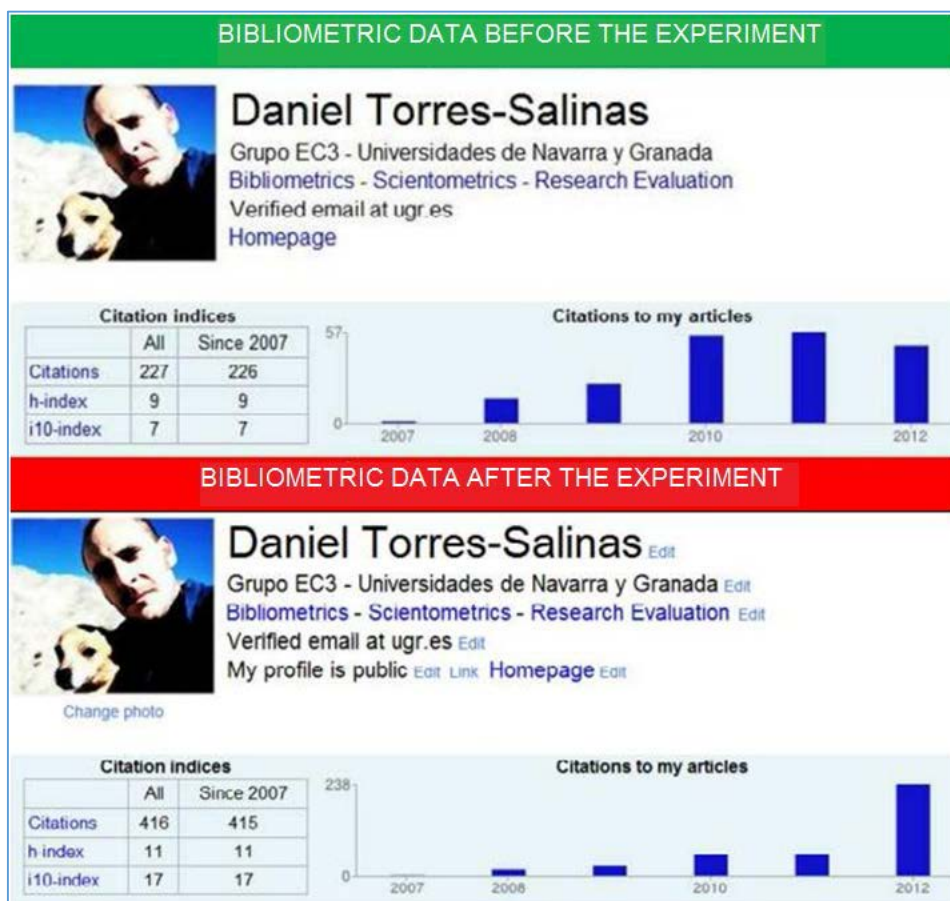 BIBLIOMETRIC DATA BEFORE THE EXPERIMENT
Daniel Torres-Salinas
Grupo EC3 - Universidades de Navarra y Granada
Bibliometrics - Scientometrics - Research Evaluation
Verified email at ugr.es
Homepage
Citation indices
All Since 2007
Citations 227 226
h-index 9 9
i10-index 7 7
Citations to my articles
57
0
2007 2008 2010 2012
BIBLIOMETRIC DATA AFTER THE EXPERIMENT
Daniel Torres-Salinas Edit
Grupo EC3 - Universidades de Navarra y Granada Edit
Bibliometrics - Scientometrics - Research Evaluation Edit
Verified email at ugr.es Edit
My profile is public Edit Link Homepage Edit
Change photo
Citation indices
All Since 2007
Citations 416 415
h-index 11 11
i10-index 17 17
Citations to my articles
238
0
2007 2008 2010 2012